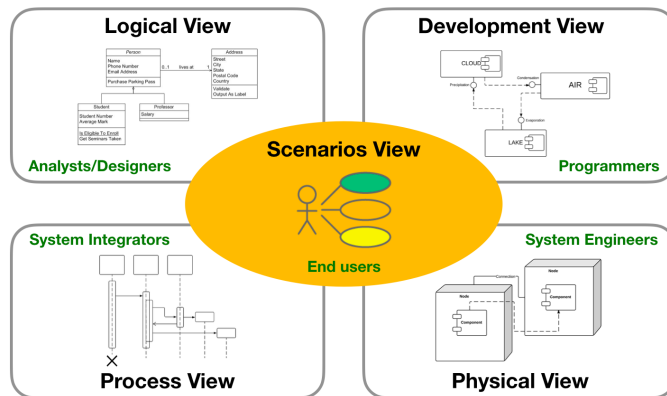 Logical View
Person
Name
Phone Number
Email Address
Purchase Parking Pass
0..1
lives at
1
Address
Street
City
State
Postal Code
Country
Validate
Output As Label
Student
Student Number
Average Mark
Is Eligible To Enroll
Get Seminars Taken
Professor
Salary
Analysts/Designers
Development View
CLOUD
Precipitation
Condensation
AIR
Evaporation
LAKE
Programmers
Scenarios View
End users
System Integrators
Process View
System Engineers
Connection
Node
Component
Node
Component
Physical View